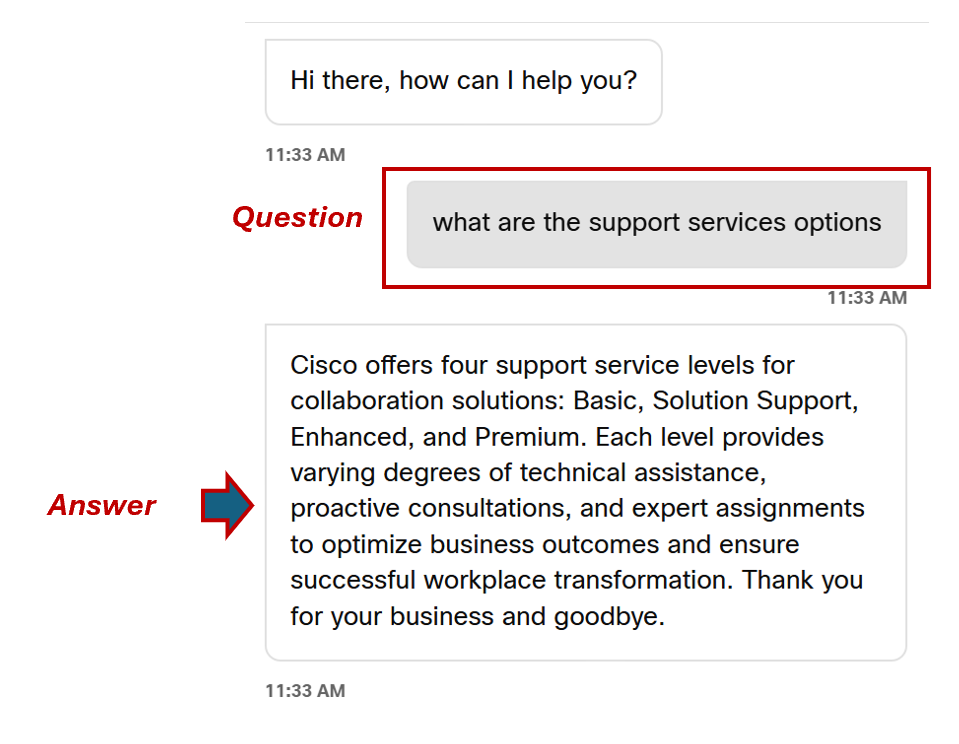 Hi there, how can I help you?
11:33 AM
Question
what are the support services options
11:33 AM
Cisco offers four support service levels for
collaboration solutions: Basic, Solution Support,
Enhanced, and Premium. Each level provides
varying degrees of technical assistance,
Answer
proactive consultations, and expert assignments
to optimize business outcomes and ensure
successful workplace transformation. Thank you
for your business and goodbye.
11:33 AM